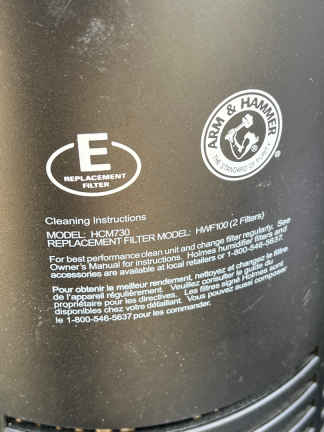 ARM & HAMMER
THE STANDARD OF PURITY
®
E
REPLACEMENT
FILTER
Cleaning Instructions
MODEL: HCM730
REPLACEMENT FILTER MODEL: HWF100 (2 Filters)
For best performance clean unit and change filter regularly. See
Owner's Manual for instructions. Holmes humidifier filters and
accessories are available at local retailers or 1-800-546-5637.
Pour obtenir le meilleur rendement, nettoyez et changez le filtre
de l'appareil régulièrement. Veuillez consulter le guide du
propriétaire pour les directives. Les filtres signé Holmes sont
disponibles chez votre détaillant. Vous pouvez aussi composer
le 1-800-546-5637 pour les commander.